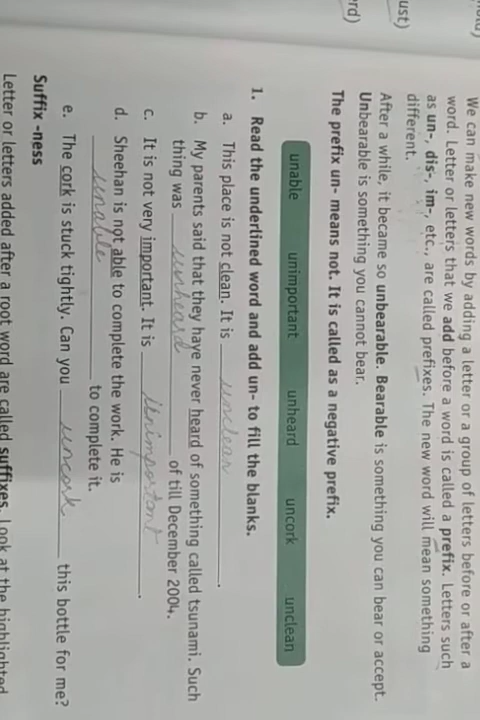 ust)
rd)
We can make new words by adding a letter or a group of letters before or after a
word. Letter or letters that we add before a word is called a prefix. Letters such
as un-, dis-, im-, etc., are called prefixes. The new word will mean something
different.
After a while, it became so unbearable. Bearable is something you can bear or accept.
Unbearable is something you cannot bear.
The prefix un- means not. It is called as a negative prefix.
unable unimportant unheard uncork unclean
1. Read the underlined word and add un- to fill the blanks.
a. This place is not clean. It is unclean.
b. My parents said that they have never heard of something called tsunami. Such
thing was unheard of till December 2004.
c. It is not very important. It is unimportant.
d. Sheehan is not able to complete the work. He is
unable to complete it.
e. The cork is stuck tightly. Can you uncork this bottle for me?
Suffix -ness
Letter or letters added after a root word are called suffixes. Look at the highlighted